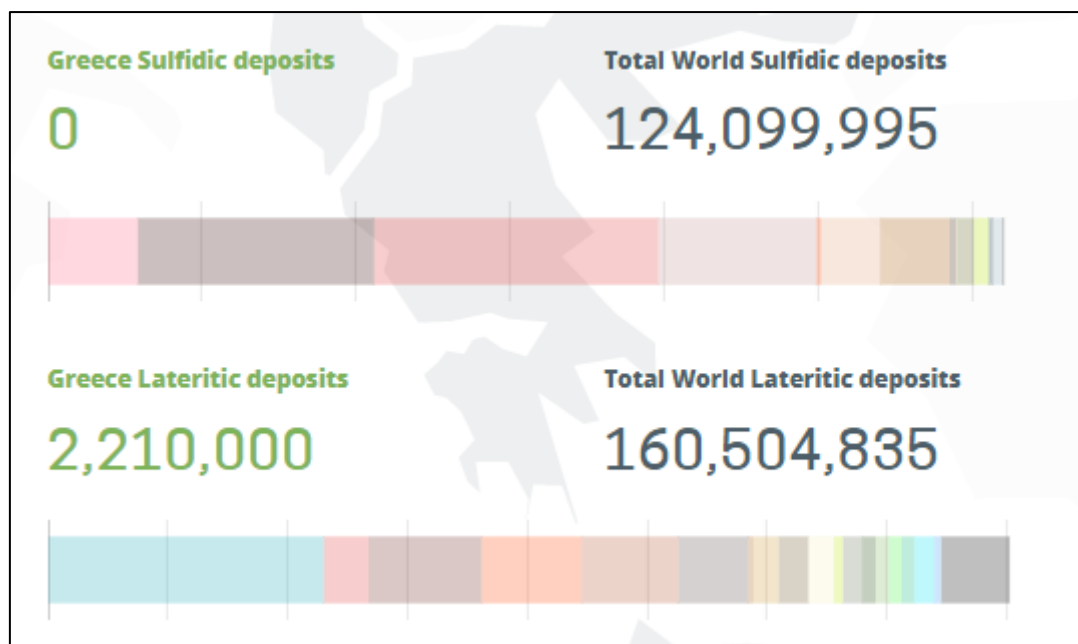 Greece Sulfidic deposits
Total World Sulfidic deposits
0
124,099,995
Greece Lateritic deposits
Total World Lateritic deposits
2,210,000
160,504,835